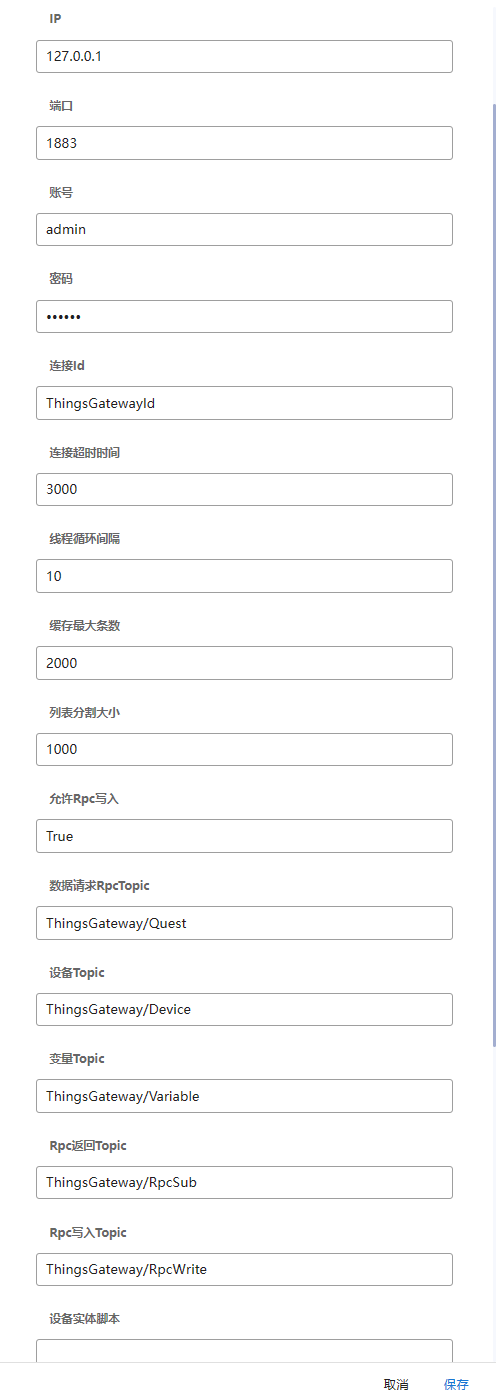 IP
127.0.0.1
端口
1883
账号
admin
密码
••••••
连接Id
ThingsGatewayId
连接超时时间
3000
线程循环间隔
10
缓存最大条数
2000
列表分割大小
1000
允许Rpc写入
True
数据请求RpcTopic
ThingsGateway/Quest
设备Topic
ThingsGateway/Device
变量Topic
ThingsGateway/Variable
Rpc返回Topic
ThingsGateway/RpcSub
Rpc写入Topic
ThingsGateway/RpcWrite
设备实体脚本
取消 保存